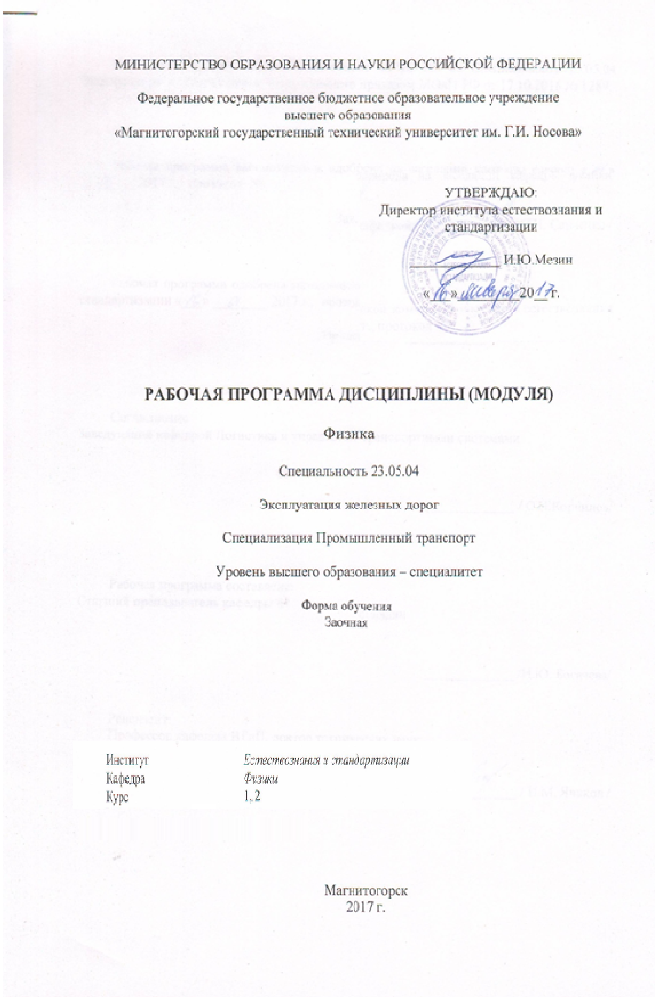 МИНИСТЕРСТВО ОБРАЗОВАНИЯ И НАУКИ РОССИЙСКОЙ ФЕДЕРАЦИИ
Федеральное государственное бюджетное образовательное учреждение
высшего образования
«Магнитогорский государственный технический университет им. Г.И. Носова»
УТВЕРЖДАЮ:
Директор института естествознания и
стандартизации
И.Ю.Мезин
«16» января 2017 г.
РАБОЧАЯ ПРОГРАММА ДИСЦИПЛИНЫ (МОДУЛЯ)
Физика
Специальность 23.05.04
Эксплуатация железных дорог
Специализация Промышленный транспорт
Уровень высшего образования – специалитет
Форма обучения
Заочная
Институт Естествознания и стандартизации
Кафедра Физики
Курс 1, 2
Магнитогорск
2017 г.